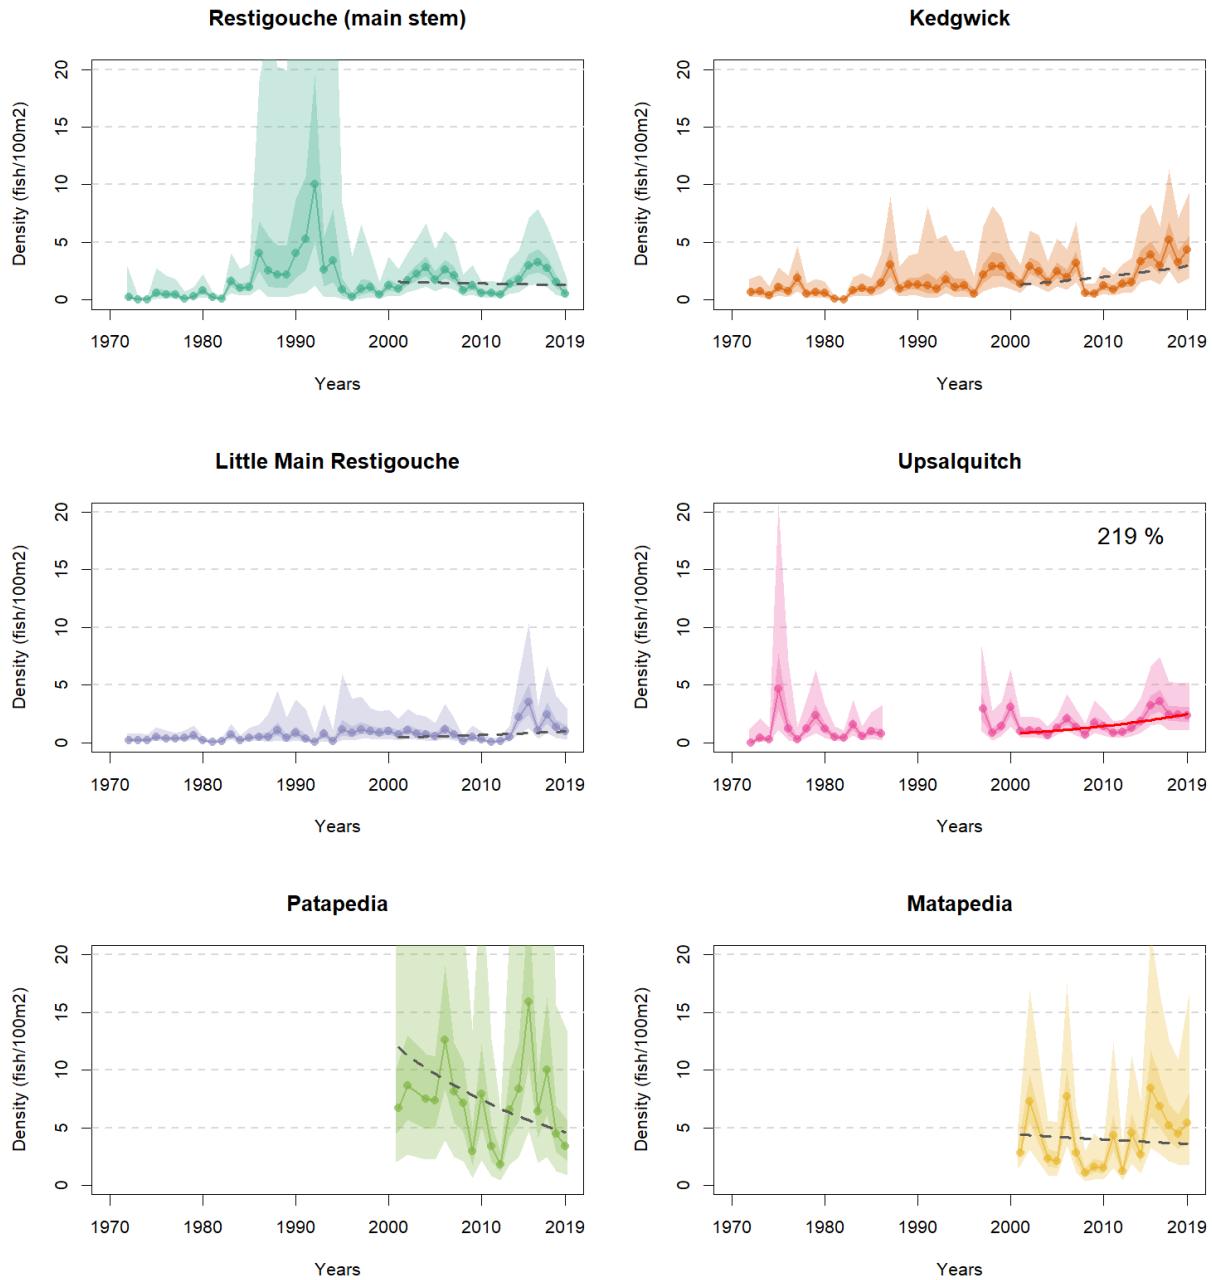 Restigouche (main stem)
Density (fish/100m2)
20
15
10
5
0
1970 1980 1990 2000 2010 2019
Years
Kedgwick
Density (fish/100m2)
20
15
10
5
0
1970 1980 1990 2000 2010 2019
Years
Little Main Restigouche
Density (fish/100m2)
20
15
10
5
0
1970 1980 1990 2000 2010 2019
Years
Upsalquitch
219 %
Density (fish/100m2)
20
15
10
5
0
1970 1980 1990 2000 2010 2019
Years
Patapedia
Density (fish/100m2)
20
15
10
5
0
1970 1980 1990 2000 2010 2019
Years
Matapedia
Density (fish/100m2)
20
15
10
5
0
1970 1980 1990 2000 2010 2019
Years